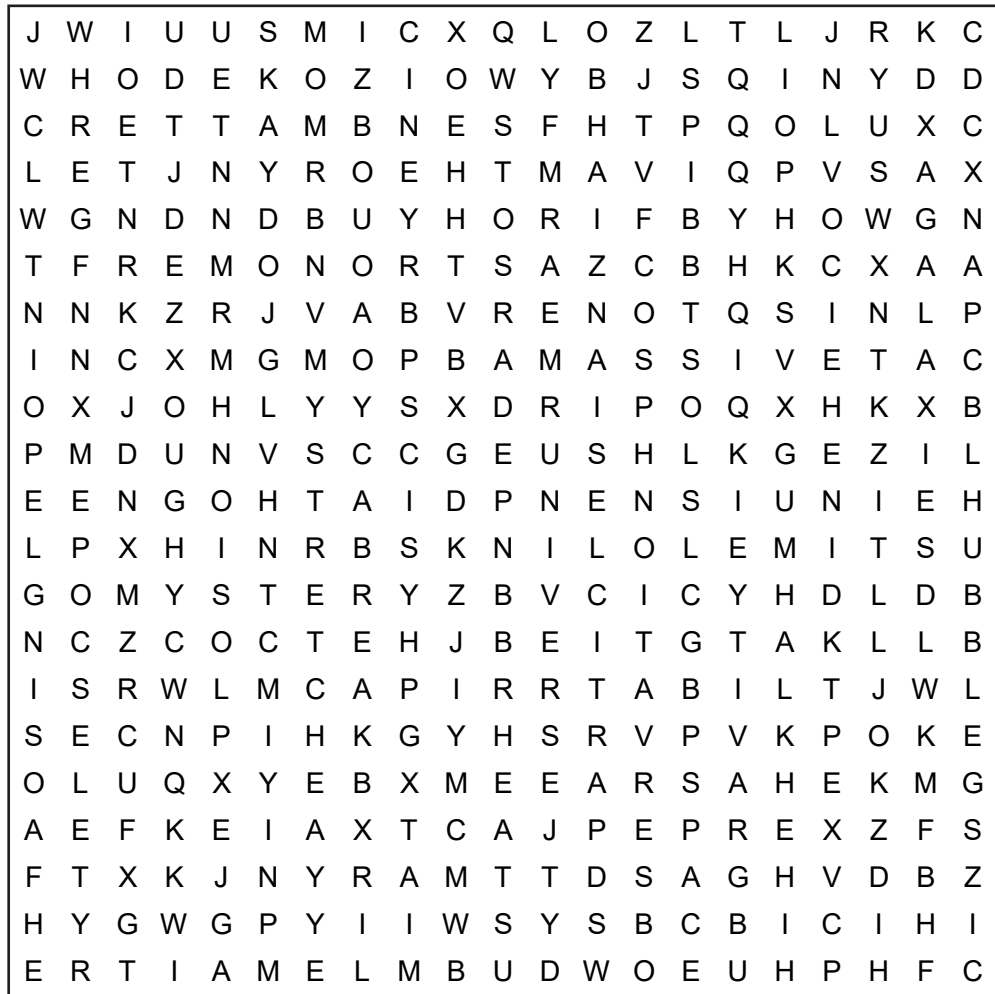 J W I U U S M I C X Q L O Z L T L J R K C
W H O D E K O Z I O W Y B J S Q I N Y D D
C R E T T A M B N E S F H T P Q O L U X C
L E T J N Y R O E H T M A V I Q P V S A X
W G N D N D B U Y H O R I F B Y H O W G N
T F R E M O N O R T S A Z C B H K C X A A
N N K Z R J V A B V R E N O T Q S I N L P
I N C X M G M O P B A M A S S I V E T A C
O X J O H L Y Y S X D R I P O Q X H K X B
P M D U N V S C C G E U S H L K G E Z I L
E E N G O H T A I D P N E N S I U N I E H
L P X H I N R B S K N I L O L E M I T S U
G O M Y S T E R Y Z B V C I C Y H D L D B
N C Z C O C T E H J B E I T G T A K L L B
I S R W L M C A P I R R T A B I L T J W L
S E C N P I H K G Y H S R V P V K P O K E
O L U Q X Y E B X M E E A R S A H E K M G
A E F K E I A X T C A J P E P R E X Z F S
F T X K J N Y R A M T T D S A G H V D B Z
H Y G W G P Y I I W S Y S B C B I C I H I
E R T I A M E L M B U D W O E U H P H F C